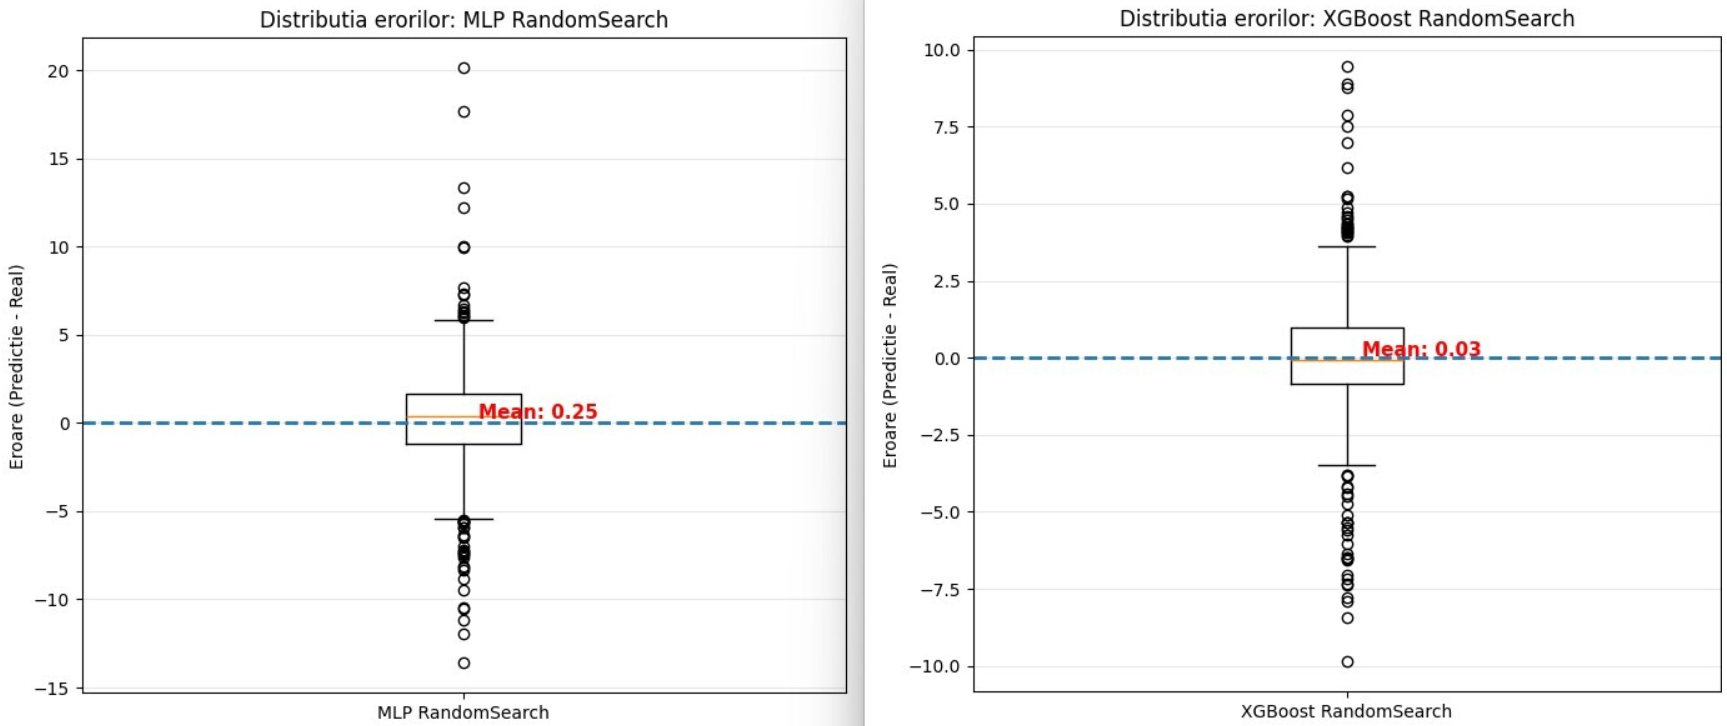 Distributia erorilor: MLP RandomSearch
Eroare (Predictie - Real)
20
15
10
5
0
−5
−10
−15
Mean: 0.25
MLP RandomSearch
Distributia erorilor: XGBoost RandomSearch
Eroare (Predictie - Real)
10.0
7.5
5.0
2.5
0.0
−2.5
−5.0
−7.5
−10.0
Mean: 0.03
XGBoost RandomSearch